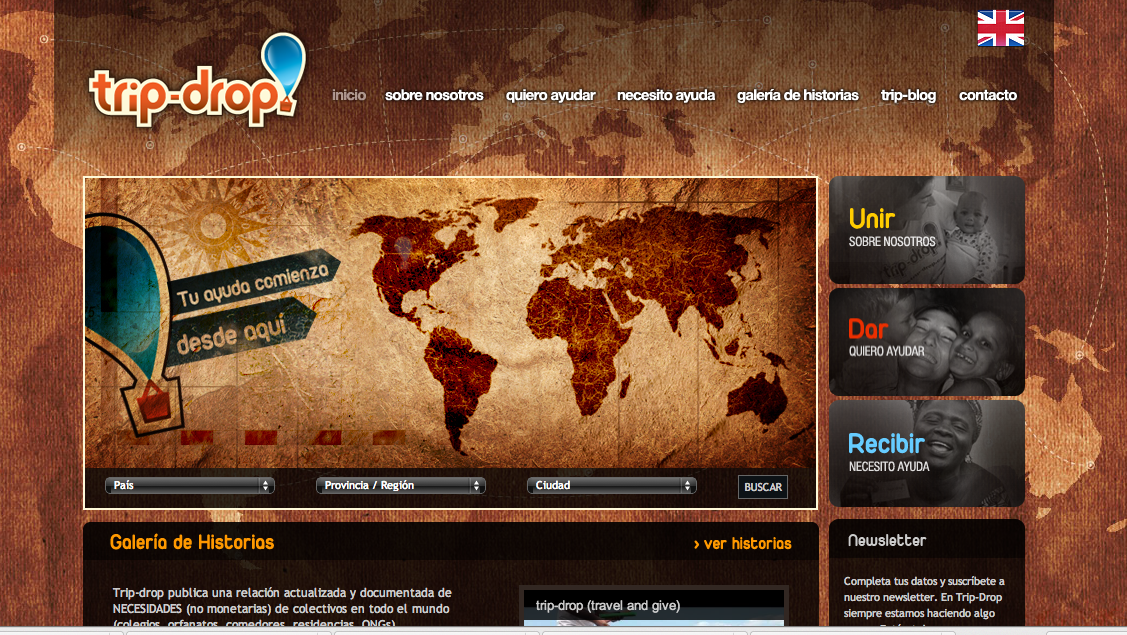 trip-drop
inicio
sobre nosotros
quiero ayudar
necesito ayuda
galería de historias
trip-blog
contacto
Tu ayuda comienza
desde aquí
País
Provincia / Región
Ciudad
BUSCAR
Unir
SOBRE NOSOTROS
Dar
QUIERO AYUDAR
Recibir
NECESITO AYUDA
Galería de Historias
› ver historias
Trip-drop publica una relación actualizada y documentada de
NECESIDADES (no monetarias) de colectivos en todo el mundo
(colegios, orfanatos, comedores, residencias, ONGs)
trip-drop (travel and give)
Newsletter
Completa tus datos y suscribete a
nuestro newsletter. En Trip-Drop
siempre estamos haciendo algo